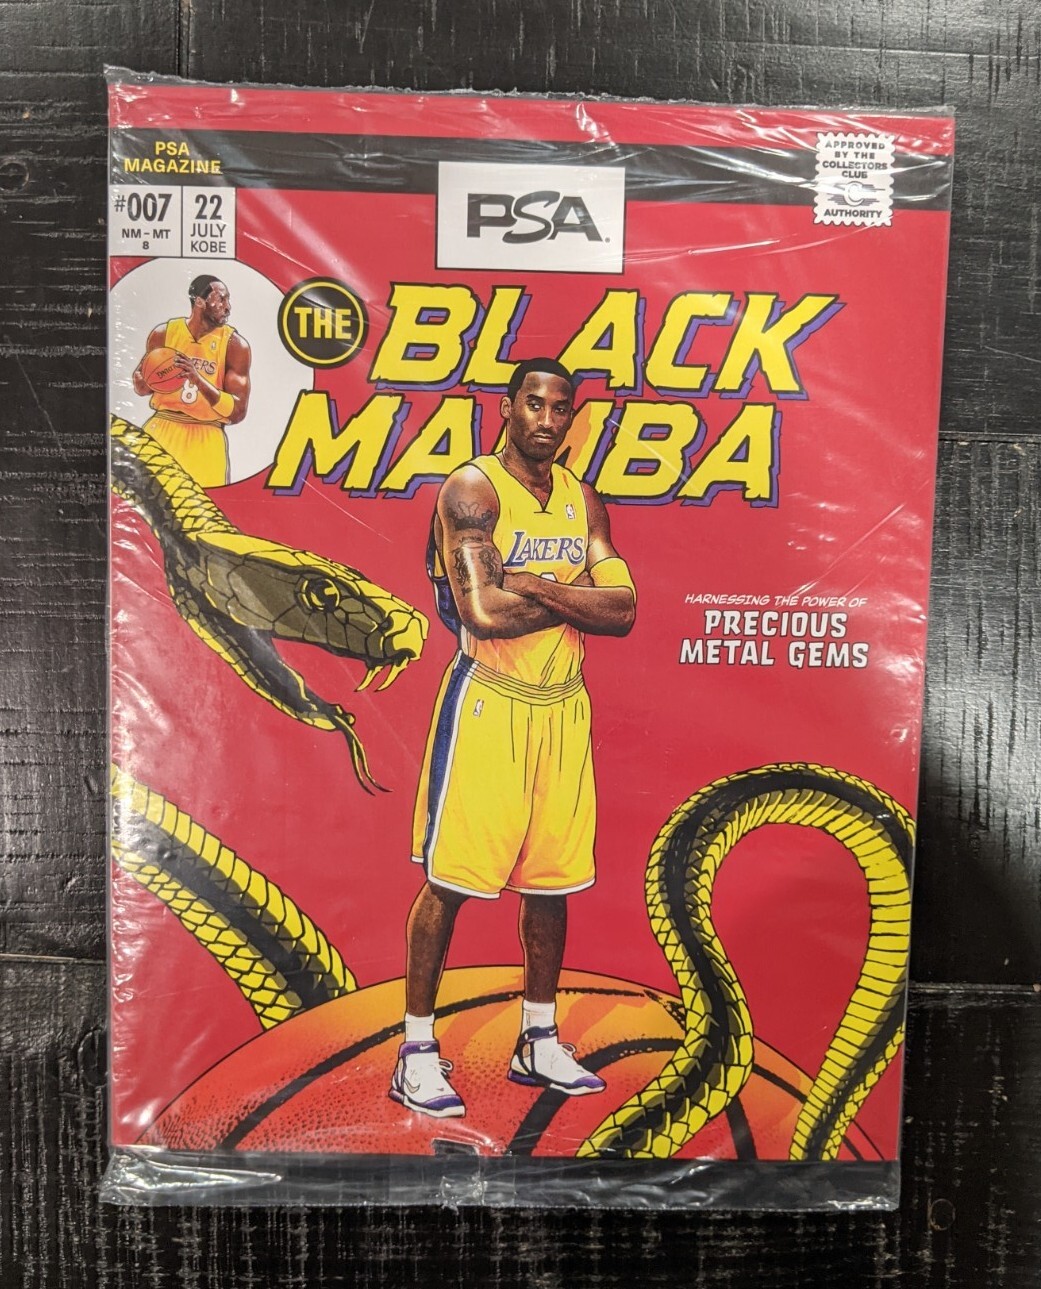 PSA
MAGAZINE
#007
NM-MT
8
22
JULY
KOBE
PSA.
APPROVED
BY THE
COLLECTORS
CLUB
C
AUTHORITY
THE
BLACK
MAMBA
LAKERS
8
HARNESSING THE POWER OF
PRECIOUS
METAL GEMS